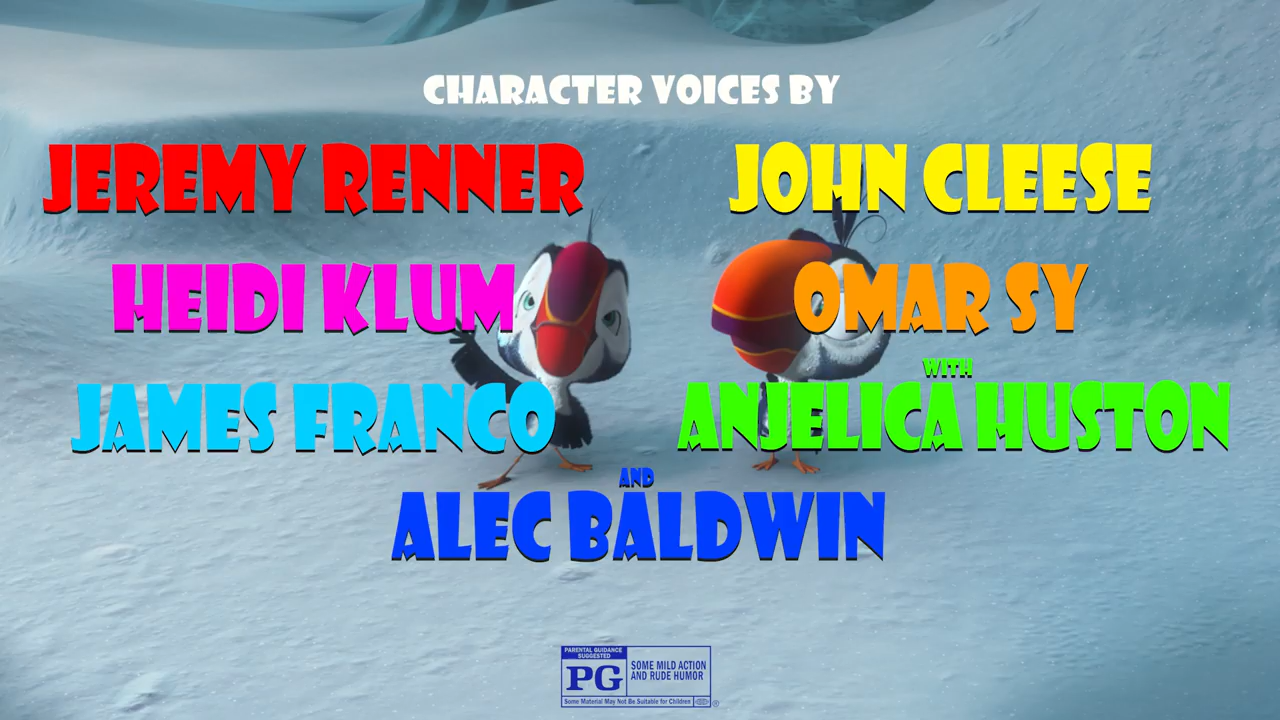 CHARACTER VOICES BY
JEREMY RENNER
JOHN CLEESE
HEIDI KLUM
OMAR SY
JAMES FRANCO
WITH
ANJELICA HUSTON
AND
ALEC BALDWIN
PARENTAL GUIDANCE SUGGESTED
PG
SOME MILD ACTION
AND RUDE HUMOR
Some Material May Not Be Suitable for Children
®